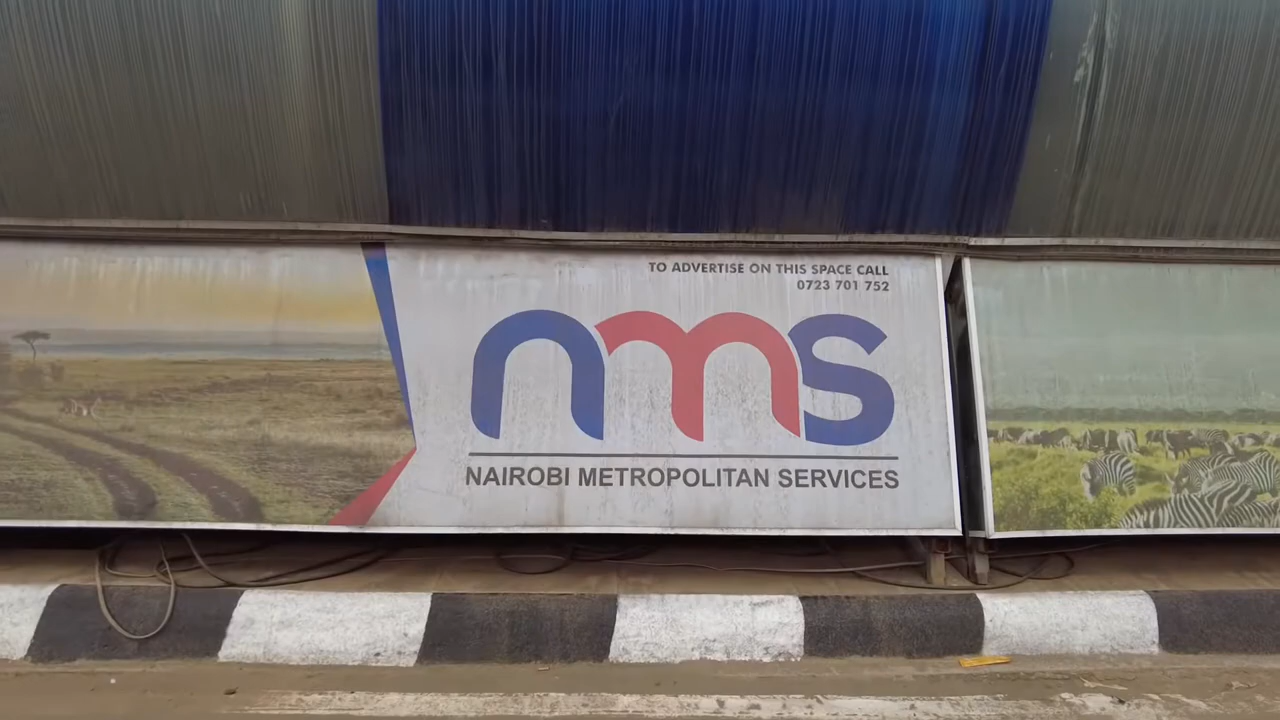 TO ADVERTISE ON THIS SPACE CALL
0723 701 752
nms
NAIROBI METROPOLITAN SERVICES